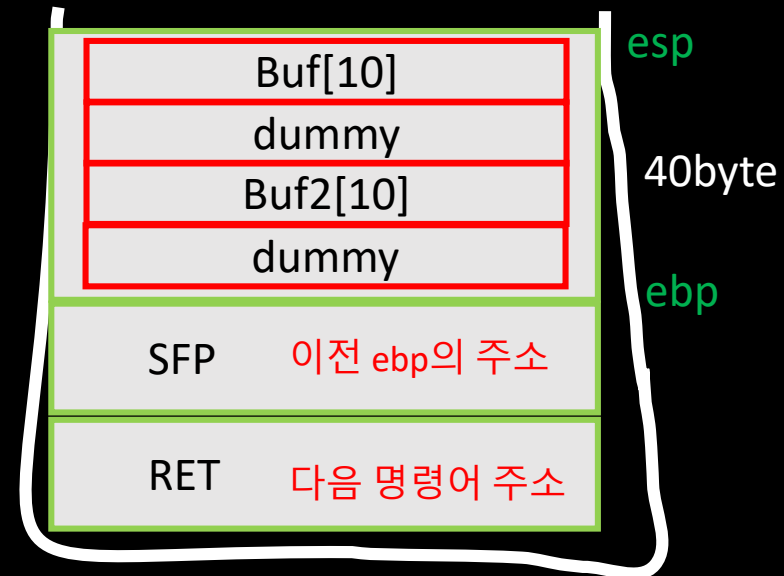 esp
Buf[10]
dummy
40byte
Buf2[10]
dummy
ebp
SFP 이전 ebp의 주소
RET 다음 명령어 주소